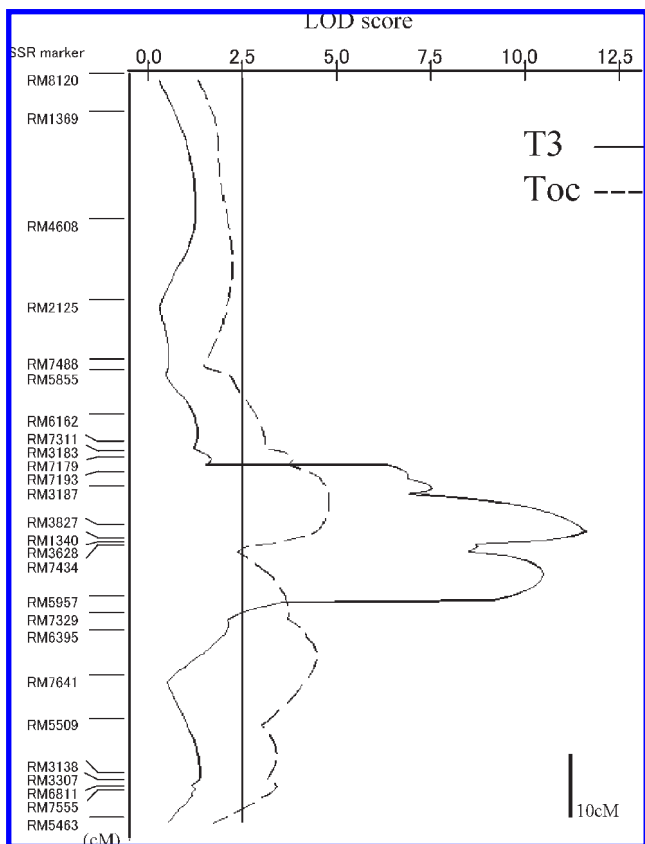 LOD score
SSR marker
0.0 2.5 5.0 7.5 10.0 12.5
RM8120
RM1369
T3
Toc
RM4608
RM2125
RM7488
RM5855
RM6162
RM7311
RM3183
RM7179
RM7193
RM3187
RM3827
RM1340
RM3628
RM7434
RM5957
RM7329
RM6395
RM7641
RM5509
RM3138
RM3307
RM6811
RM7555
RM5463
10cM
(cM)